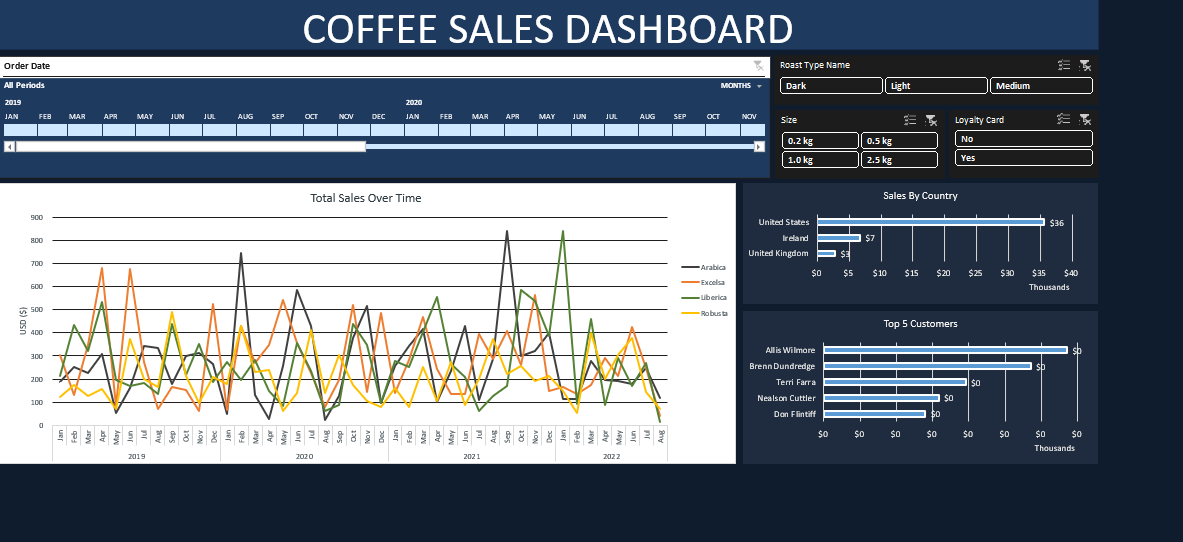 COFFEE SALES DASHBOARD
Order Date
All Periods MONTHS
2019 2020
JAN FEB MAR APR MAY JUN JUL AUG SEP OCT NOV DEC JAN FEB MAR APR MAY JUN JUL AUG SEP OCT NOV
Roast Type Name
Dark Light Medium
Size
0.2 kg 0.5 kg
1.0 kg 2.5 kg
Loyalty Card
No
Yes
Total Sales Over Time
900
800
700
600
500
400
300
200
100
0
USD ($)
Jan Feb Mar Apr May Jun Jul Aug Sep Oct Nov Dec Jan Feb Mar Apr May Jun Jul Aug Sep Oct Nov Dec Jan Feb Mar Apr May Jun Jul Aug Sep Oct Nov Dec Jan Feb Mar Apr May Jun Jul Aug
2019 2020 2021 2022
Arabica
Excelsa
Liberica
Robusta
Sales By Country
United States $36
Ireland $7
United Kingdom $3
$0 $5 $10 $15 $20 $25 $30 $35 $40
Thousands
Top 5 Customers
Allis Wilmore $0
Brenn Dundredge $0
Terri Farra $0
Nealson Cuttler $0
Don Flintiff $0
$0 $0 $0 $0 $0 $0 $0 $0
Thousands